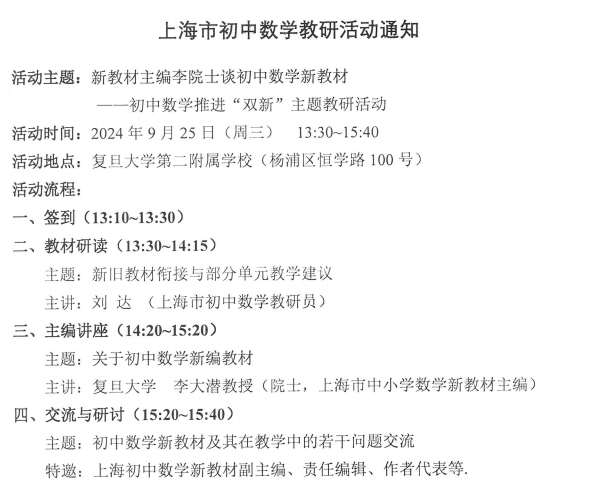 上海市初中数学教研活动通知
活动主题：新教材主编李院士谈初中数学新教材
——初中数学推进“双新”主题教研活动
活动时间：2024 年 9 月 25 日（周三） 13:30~15:40
活动地点：复旦大学第二附属学校（杨浦区恒学路 100 号）
活动流程：
一、签到（13:10~13:30）
二、教材研读（13:30~14:15）
主题：新旧教材衔接与部分单元教学建议
主讲：刘 达 （上海市初中数学教研员）
三、主编讲座（14:20~15:20）
主题：关于初中数学新编教材
主讲：复旦大学 李大潜教授（院士，上海市中小学数学新教材主编）
四、交流与研讨（15:20~15:40）
主题：初中数学新教材及其在教学中的若干问题交流
特邀：上海初中数学新教材副主编、责任编辑、作者代表等.